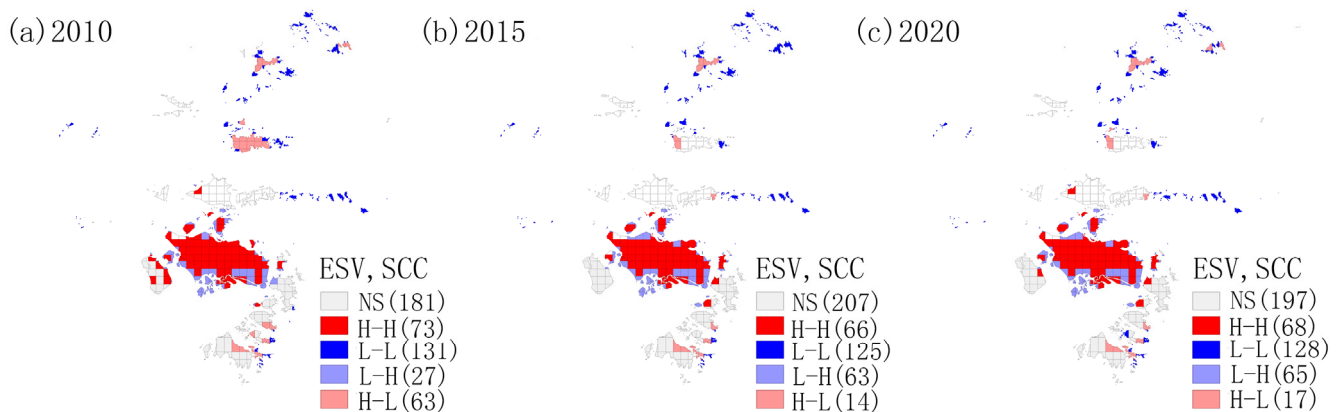 (a)2010
(b)2015
(c)2020
ESV, SCC
NS(181)
H-H(73)
L-L(131)
L-H(27)
H-L(63)
ESV, SCC
NS(207)
H-H(66)
L-L(125)
L-H(63)
H-L(14)
ESV, SCC
NS(197)
H-H(68)
L-L(128)
L-H(65)
H-L(17)